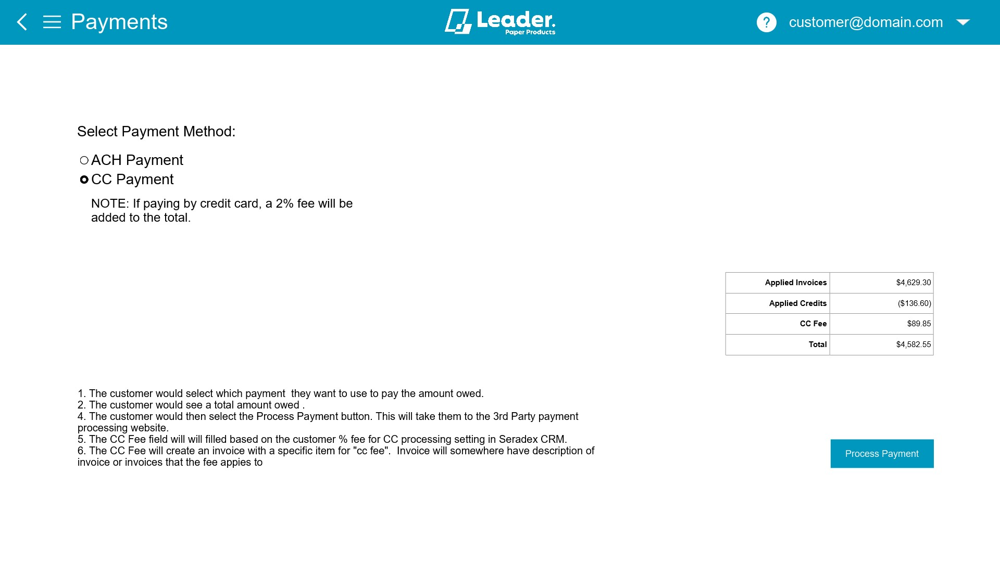 Payments
Leader.
Paper Products
?
customer@domain.com
Select Payment Method:
ACH Payment
CC Payment
NOTE: If paying by credit card, a 2% fee will be
added to the total.
Applied Invoices $4,629.30
Applied Credits ($136.60)
CC Fee $89.85
Total $4,582.55
1. The customer would select which payment  they want to use to pay the amount owed.
2. The customer would see a total amount owed .
4. The customer would then select the Process Payment button. This will take them to the 3rd Party payment
processing website.
5. The CC Fee field will will filled based on the customer % fee for CC processing setting in Seradex CRM.
6. The CC Fee will create an invoice with a specific item for "cc fee".  Invoice will somewhere have description of
invoice or invoices that the fee appies to
Process Payment